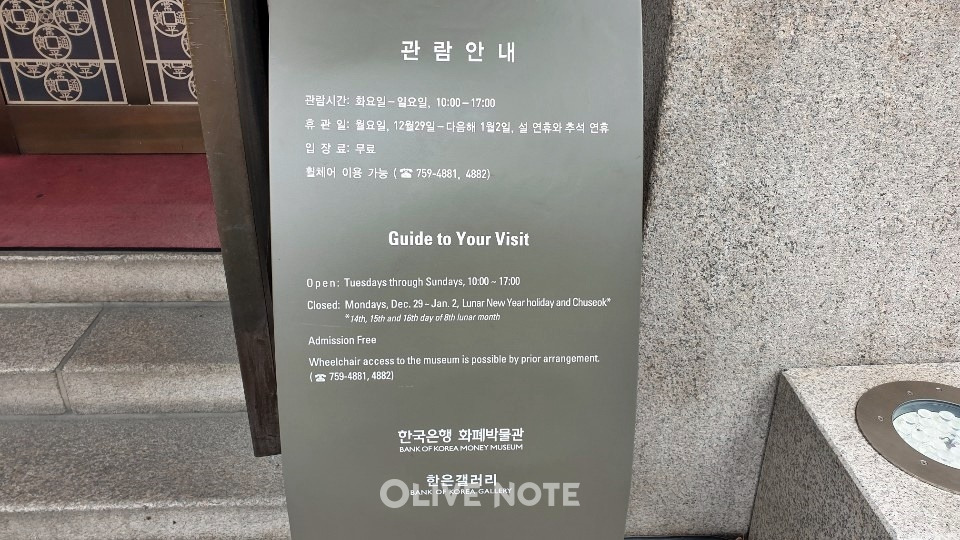 관람안내
관람시간: 화요일 – 일요일, 10:00 – 17:00
휴 관 일: 월요일, 12월29일 – 다음해 1월2일, 설 연휴와 추석 연휴
입 장 료: 무료
휠체어 이용 가능 (☎ 759-4881, 4882)
Guide to Your Visit
Open: Tuesdays through Sundays, 10:00 ~ 17:00
Closed: Mondays, Dec. 29 ~ Jan. 2, Lunar New Year holiday and Chuseok*
*14th, 15th and 16th day of 8th lunar month
Admission Free
Wheelchair access to the museum is possible by prior arrangement.
(☎ 759-4881, 4882)
한국은행 화폐박물관
BANK OF KOREA MONEY MUSEUM
한은갤러리
BANK OF KOREA GALLERY
OLIVE NOTE